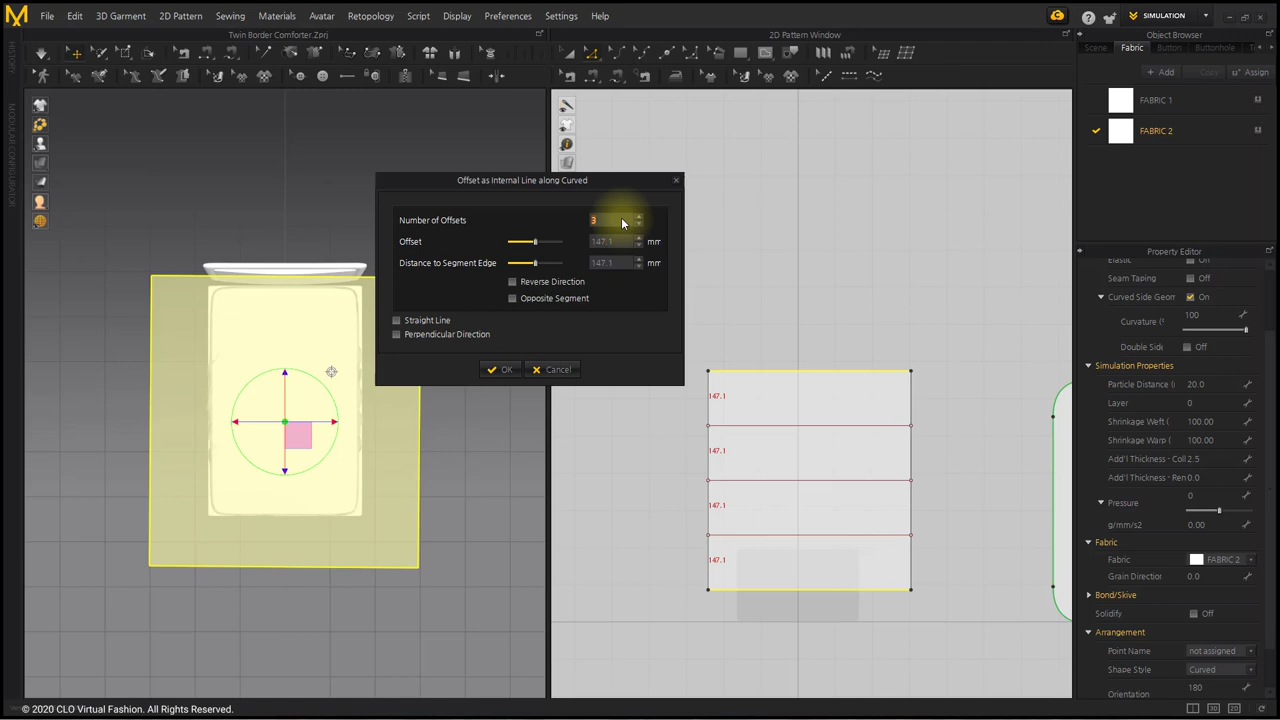 File Edit 3D Garment 2D Pattern Sewing Materials Avatar Retopology Script Display Preferences Settings Help
SIMULATION
Twin Border Comforter.Zprj
2D Pattern Window
Object Browser
Scene Fabric Button Buttonhole
Add Copy Assign
FABRIC 1
FABRIC 2
HISTORY
MODULAR CONFIGURATOR
Offset as Internal Line along Curved
Number of Offsets 3
Offset 147.1 mm
Distance to Segment Edge 147.1 mm
Reverse Direction
Opposite Segment
Straight Line
Perpendicular Direction
OK Cancel
147.1
147.1
147.1
147.1
Property Editor
Elastic On
Seam Taping Off
Curved Side Geom On
Curvature (% 100
Double Side Off
Simulation Properties
Particle Distance ( 20.0
Layer 0
Shrinkage Weft ( 100.00
Shrinkage Warp ( 100.00
Add'l Thickness - Coll 2.5
Add'l Thickness - Ren 0.0
Pressure 0
g/mm/s2 0.00
Fabric
Fabric FABRIC 2
Grain Direction 0.0
Bond/Skive
Solidify Off
Arrangement
Point Name not assigned
Shape Style Curved
Orientation 180
© 2020 CLO Virtual Fashion. All Rights Reserved.
3D 2D